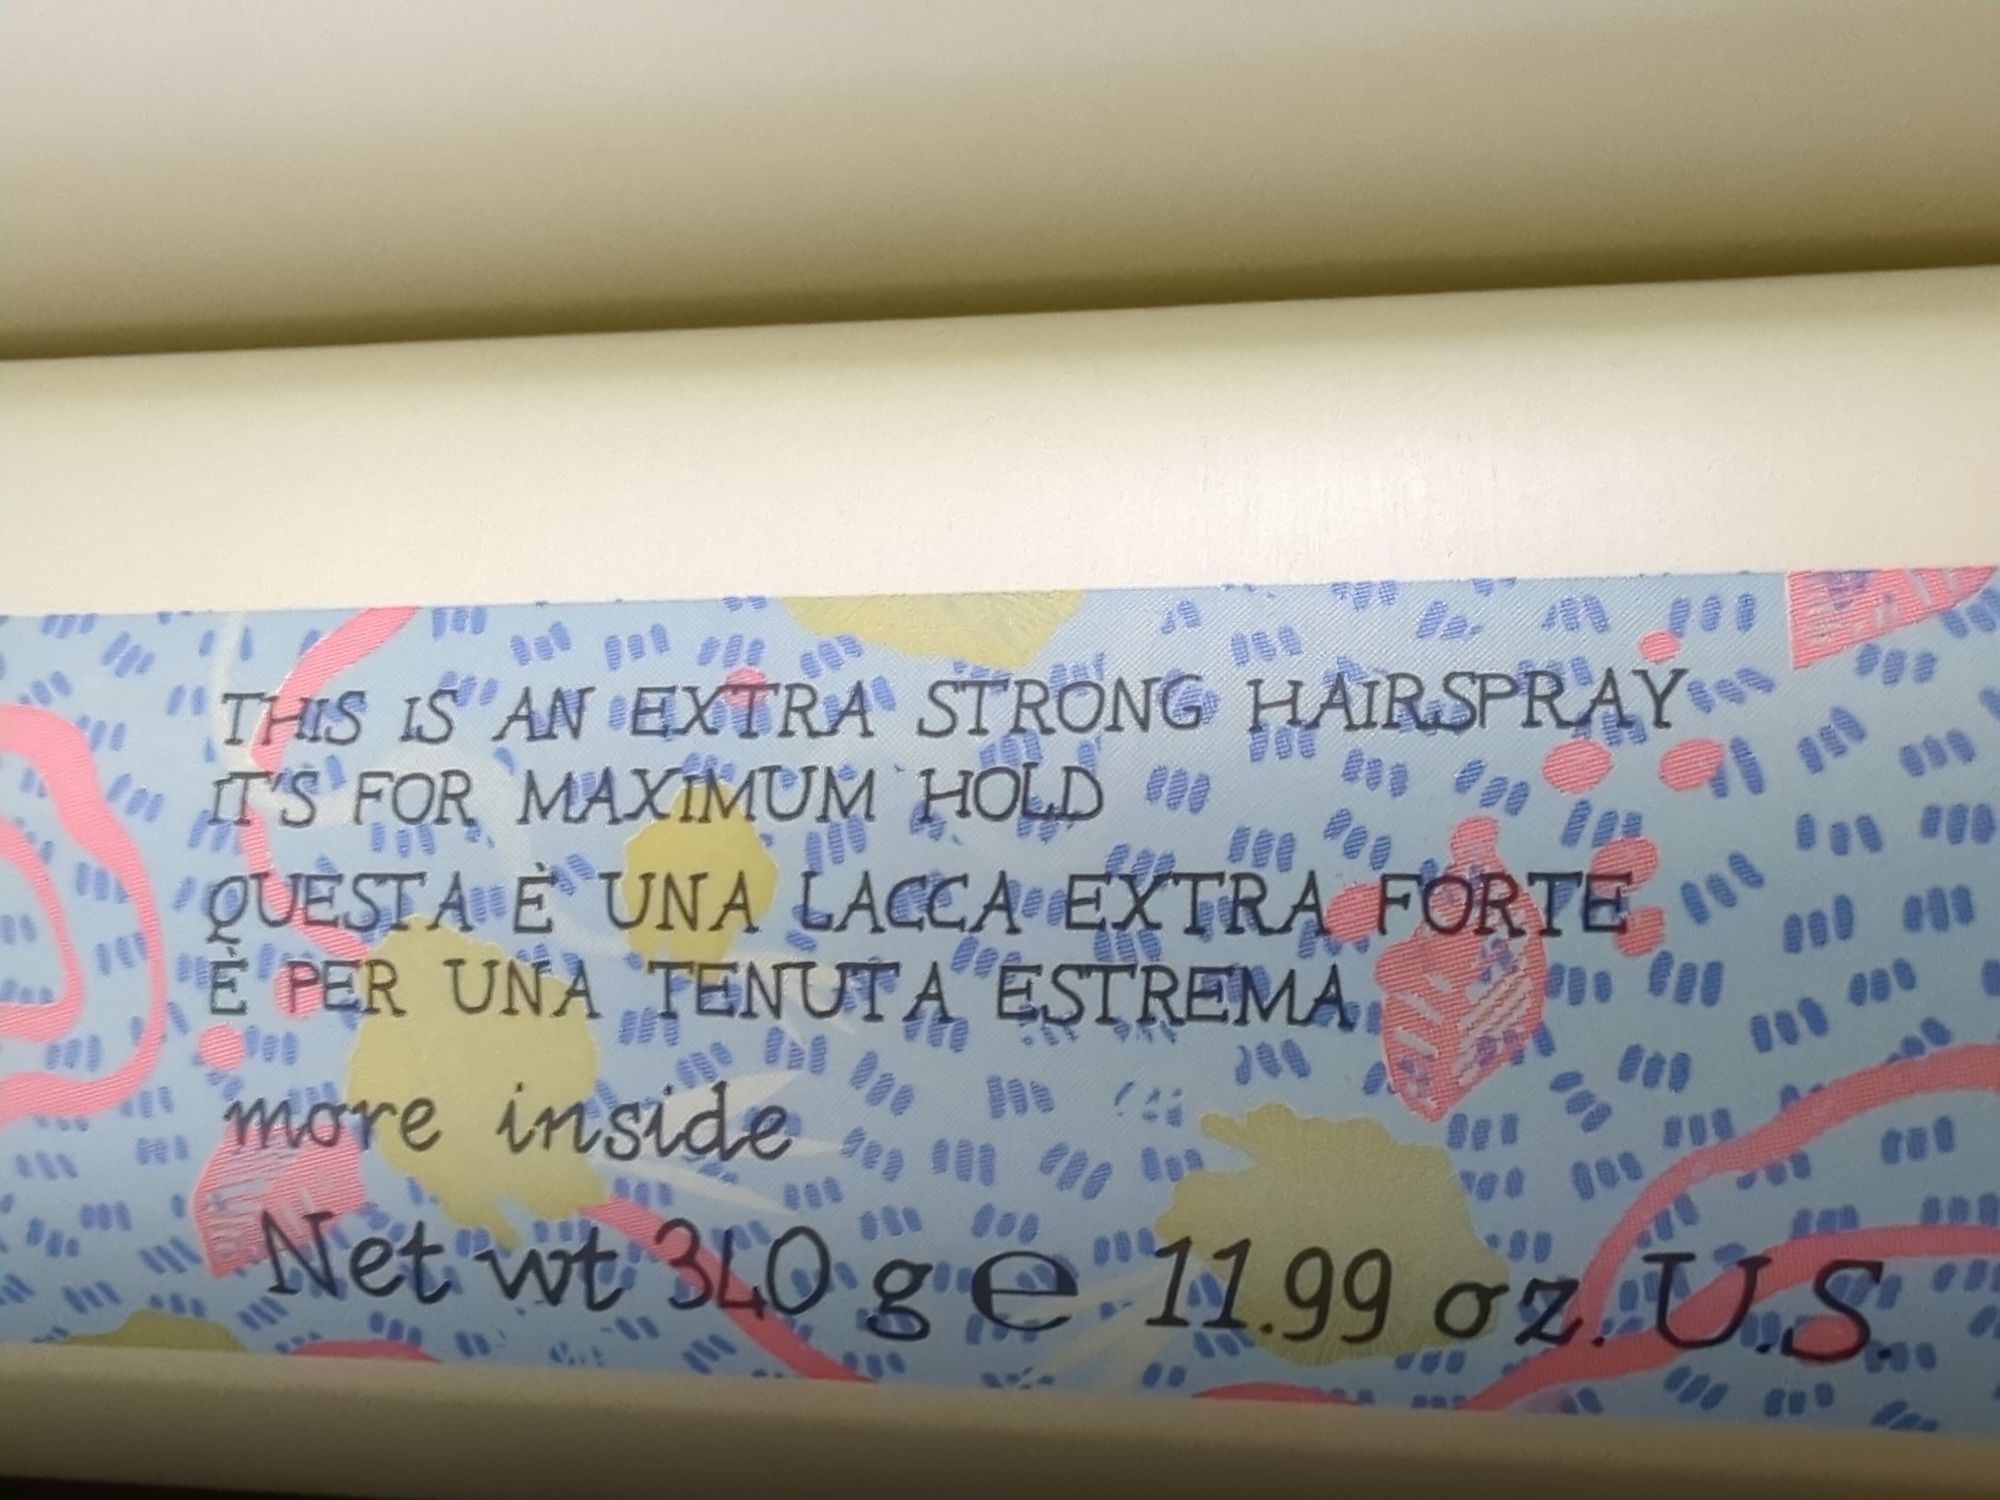 THIS IS AN EXTRA STRONG HAIRSPRAY
IT'S FOR MAXIMUM HOLD
QUESTA È UNA LACCA EXTRA FORTE
È PER UNA TENUTA ESTREMA
more inside
Net wt 340 g ℮ 11.99 oz. U.S.